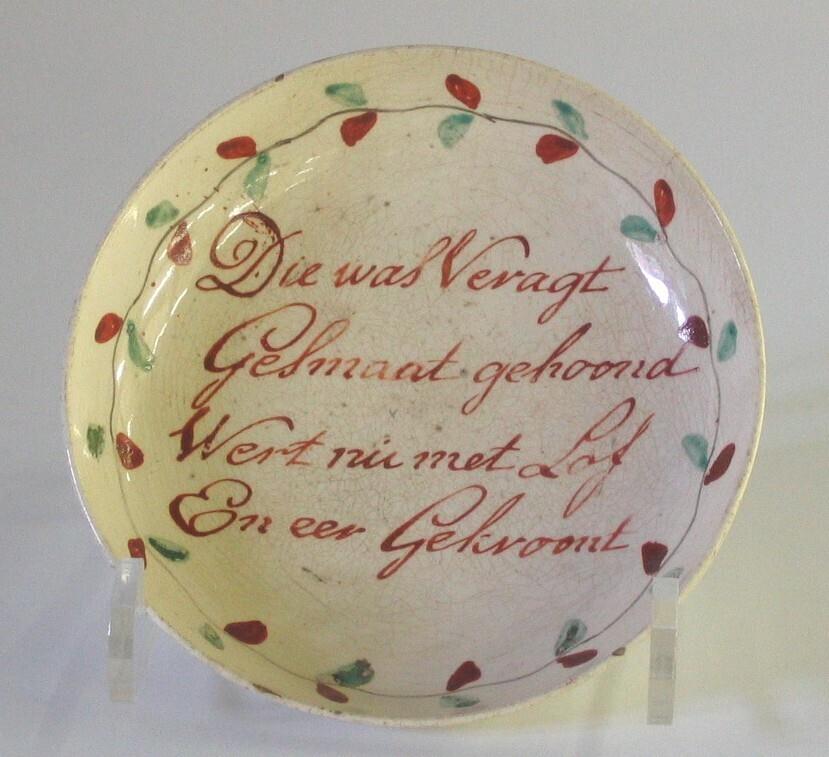 Die was Veragt
Gesmaat gehoond
Wert nu met Lof
En eer Gekroont